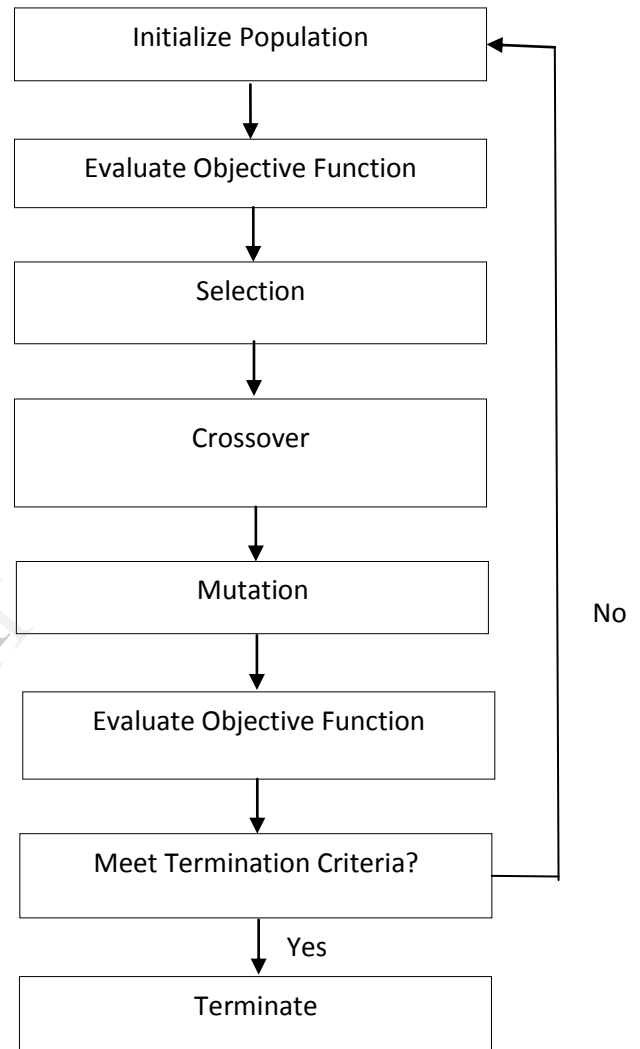 Initialize Population
Evaluate Objective Function
Selection
Crossover
Mutation
No
Evaluate Objective Function
Meet Termination Criteria?
Yes
Terminate